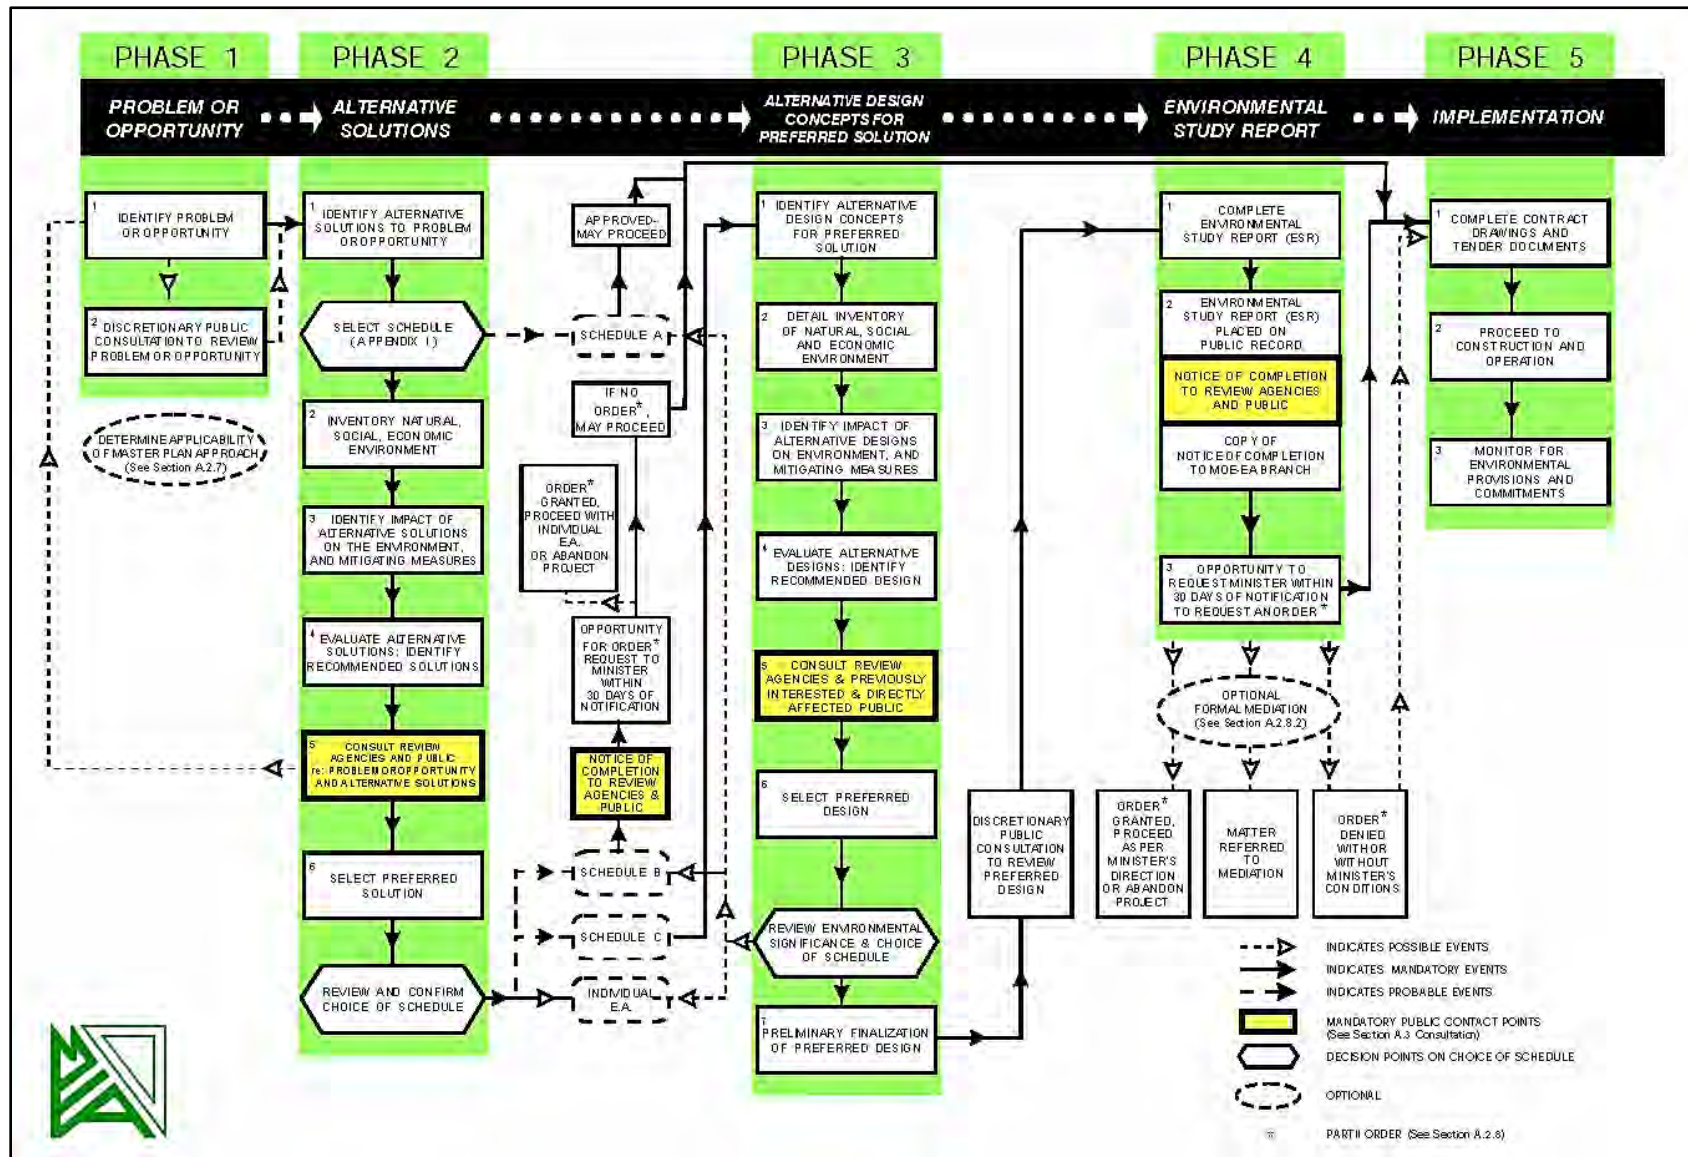 PHASE 1
PHASE 2
PHASE 3
PHASE 4
PHASE 5
PROBLEM OR
OPPORTUNITY
ALTERNATIVE
SOLUTIONS
ALTERNATIVE DESIGN
CONCEPTS FOR
PREFERRED SOLUTION
ENVIRONMENTAL
STUDY REPORT
IMPLEMENTATION
1
IDENTIFY PROBLEM
OR OPPORTUNITY
2
DISCRETIONARY PUBLIC
CONSULTATION TO REVIEW
PROBLEM OR OPPORTUNITY
DETERMINE APPLICABILITY
OF MASTER PLAN APPROACH
(See Section A.2.7)
1
IDENTIFY ALTERNATIVE
SOLUTIONS TO PROBLEM
OR OPPORTUNITY
SELECT SCHEDULE
(APPENDIX I)
2
INVENTORY NATURAL,
SOCIAL, ECONOMIC
ENVIRONMENT
3
IDENTIFY IMPACT OF
ALTERNATIVE SOLUTIONS
ON THE ENVIRONMENT,
AND MITIGATING MEASURES
4
EVALUATE ALTERNATIVE
SOLUTIONS: IDENTIFY
RECOMMENDED SOLUTIONS
5
CONSULT REVIEW
AGENCIES AND PUBLIC
re: PROBLEM OR OPPORTUNITY
AND ALTERNATIVE SOLUTIONS
6
SELECT PREFERRED
SOLUTION
REVIEW AND CONFIRM
CHOICE OF SCHEDULE
APPROVED-
MAY PROCEED
SCHEDULE A
IF NO
ORDER*,
MAY PROCEED
ORDER*
GRANTED,
PROCEED WITH
INDIVIDUAL
E.A.
OR ABANDON
PROJECT
OPPORTUNITY
FOR ORDER*
REQUEST TO
MINISTER
WITHIN
30 DAYS OF
NOTIFICATION
NOTICE OF
COMPLETION
TO REVIEW
AGENCIES &
PUBLIC
SCHEDULE B
SCHEDULE C
INDIVIDUAL
E.A.
1
IDENTIFY ALTERNATIVE
DESIGN CONCEPTS
FOR PREFERRED
SOLUTION
2
DETAIL INVENTORY
OF NATURAL, SOCIAL
AND ECONOMIC
ENVIRONMENT
3
IDENTIFY IMPACT OF
ALTERNATIVE DESIGNS
ON ENVIRONMENT, AND
MITIGATING MEASURES
4
EVALUATE ALTERNATIVE
DESIGNS: IDENTIFY
RECOMMENDED DESIGN
5
CONSULT REVIEW
AGENCIES & PREVIOUSLY
INTERESTED & DIRECTLY
AFFECTED PUBLIC
6
SELECT PREFERRED
DESIGN
REVIEW ENVIRONMENTAL
SIGNIFICANCE & CHOICE
OF SCHEDULE
7
PRELIMINARY FINALIZATION
OF PREFERRED DESIGN
DISCRETIONARY
PUBLIC
CONSULTATION
TO REVIEW
PREFERRED
DESIGN
1
COMPLETE
ENVIRONMENTAL
STUDY REPORT (ESR)
2
ENVIRONMENTAL
STUDY REPORT (ESR)
PLACED ON
PUBLIC RECORD
NOTICE OF COMPLETION
TO REVIEW AGENCIES
AND PUBLIC
COPY OF
NOTICE OF COMPLETION
TO MOE-EA BRANCH
3
OPPORTUNITY TO
REQUEST MINISTER WITHIN
30 DAYS OF NOTIFICATION
TO REQUEST AN ORDER*
OPTIONAL
FORMAL MEDIATION
(See Section A.2.8.2)
ORDER*
GRANTED,
PROCEED
AS PER
MINISTER'S
DIRECTION
OR ABANDON
PROJECT
MATTER
REFERRED
TO
MEDIATION
ORDER*
DENIED
WITH OR
WITHOUT
MINISTER'S
CONDITIONS
1
COMPLETE CONTRACT
DRAWINGS AND
TENDER DOCUMENTS
2
PROCEED TO
CONSTRUCTION AND
OPERATION
3
MONITOR FOR
ENVIRONMENTAL
PROVISIONS AND
COMMITMENTS
INDICATES POSSIBLE EVENTS
INDICATES MANDATORY EVENTS
INDICATES PROBABLE EVENTS
MANDATORY PUBLIC CONTACT POINTS
(See Section A.3 Consultation)
DECISION POINTS ON CHOICE OF SCHEDULE
OPTIONAL
* PART II ORDER (See Section A.2.8)
MEA